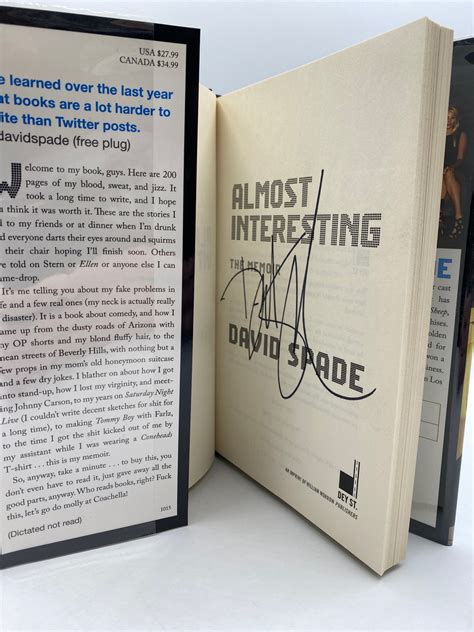 USA $27.99
CANADA $34.99
learned over the last year
books are a lot harder to
than Twitter posts.
davidspade (free plug)
Welcome to my book, guys. Here are 200
pages of my blood, sweat, and jizz. It
took a long time to write, and I hope
think it was worth it. These are the stories I
to my friends or at dinner when I'm drunk
everyone darts their eyes around and squirms
their chair hoping I'll finish soon. Others
told on Stern or Ellen or anyone else I can
me-drop.
It's me telling you about my fake problems in
and a few real ones (my neck is actually really
disaster). It is a book about comedy, and how I
came up from the dusty roads of Arizona with
my OP shorts and my blond fluffy hair, to the
mean streets of Beverly Hills, with nothing but a
few props in my mom's old honeymoon suitcase
and a few dry jokes. I blather on about how I got
into stand-up, how I lost my virginity, and meet-
ing Johnny Carson, to my years on Saturday Night
Live (I couldn't write decent sketches for shit for
a long time), to making Tommy Boy with Farls,
to the time I got the shit kicked out of me by
my assistant while I was wearing a Coneheads
T-shirt . . . this is my memoir.
So, anyway, take a minute . . . to buy this, you
don't even have to read it, just gave away all the
good parts, anyway. Who reads books, right? Fuck
this, let's go do molly at Coachella!
(Dictated not read)
1015
ALMOST
INTERESTING
THE MEMOIR
DAVID SPADE
DEY ST.
AN IMPRINT OF WILLIAM MORROW PUBLISHERS
DE
cast
Sheep,
won a
Los